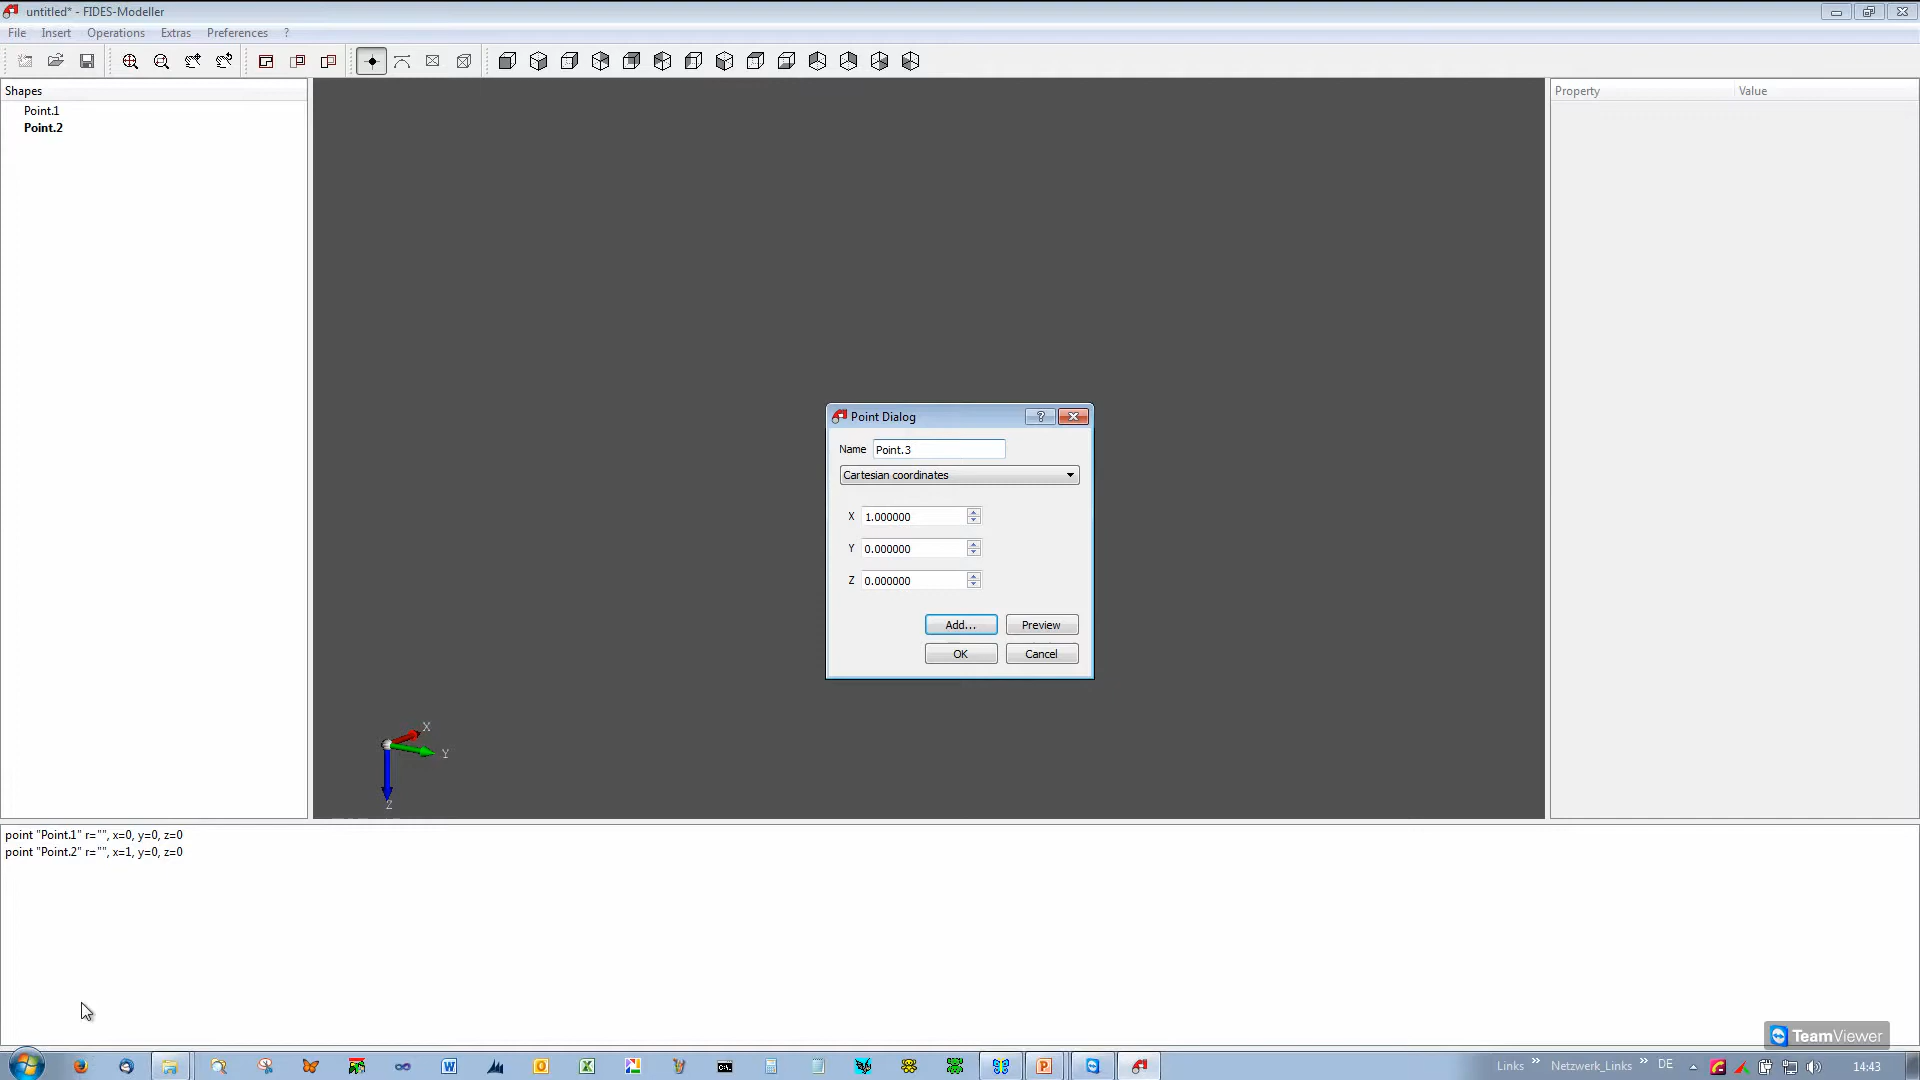 untitled* - FIDES-Modeller
File Insert Operations Extras Preferences ?
Shapes
Point.1
Point.2
Property Value
Point Dialog
Name Point.3
Cartesian coordinates
X 1.000000
Y 0.000000
Z 0.000000
Add... Preview
OK Cancel
X
Y
Z
point "Point.1" r="", x=0, y=0, z=0
point "Point.2" r="", x=1, y=0, z=0
TeamViewer
Links » Netzwerk_Links » DE 14:43